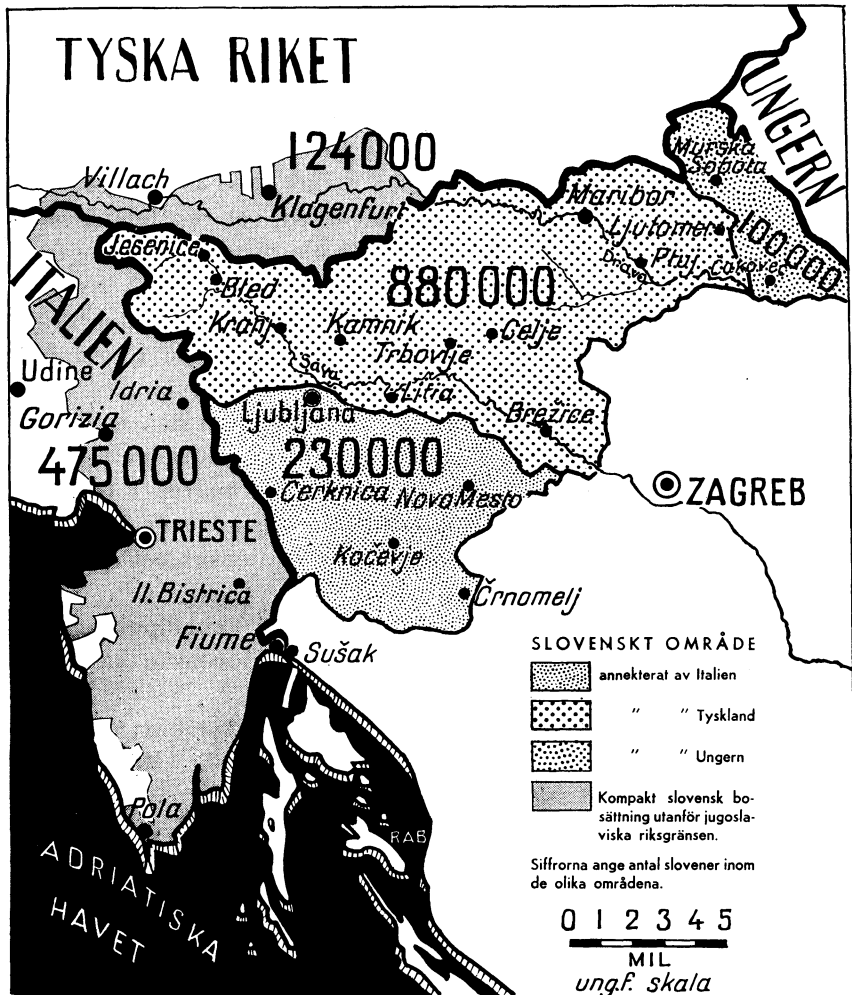 TYSKA RIKET
UNGERN
124000
Villach
Klagenfurt
Murska
Sobota
Maribor
Ljutomer
100000
Jesenice
Drava
Ptuj
Čakovec
ITALIEN
Bled
880000
Kranj
Kamnik
Celje
Trbovlje
Udine
Idria
Sava
Litia
Gorizia
Ljubljana
Brežice
475000
230000
Cerknica
Novo Mesto
ZAGREB
TRIESTE
Kočevje
Il. Bistrica
Črnomelj
Fiume
Sušak
SLOVENSKT OMRÅDE
annekterat av Italien
" " Tyskland
" " Ungern
Kompakt slovensk bo-
sättning utanför jugosla-
viska riksgränsen.
Pola
RAB
Siffrorna ange antal slovener inom
de olika områdena.
ADRIATISKA
HAVET
0 1 2 3 4 5
MIL
ung.f. skala